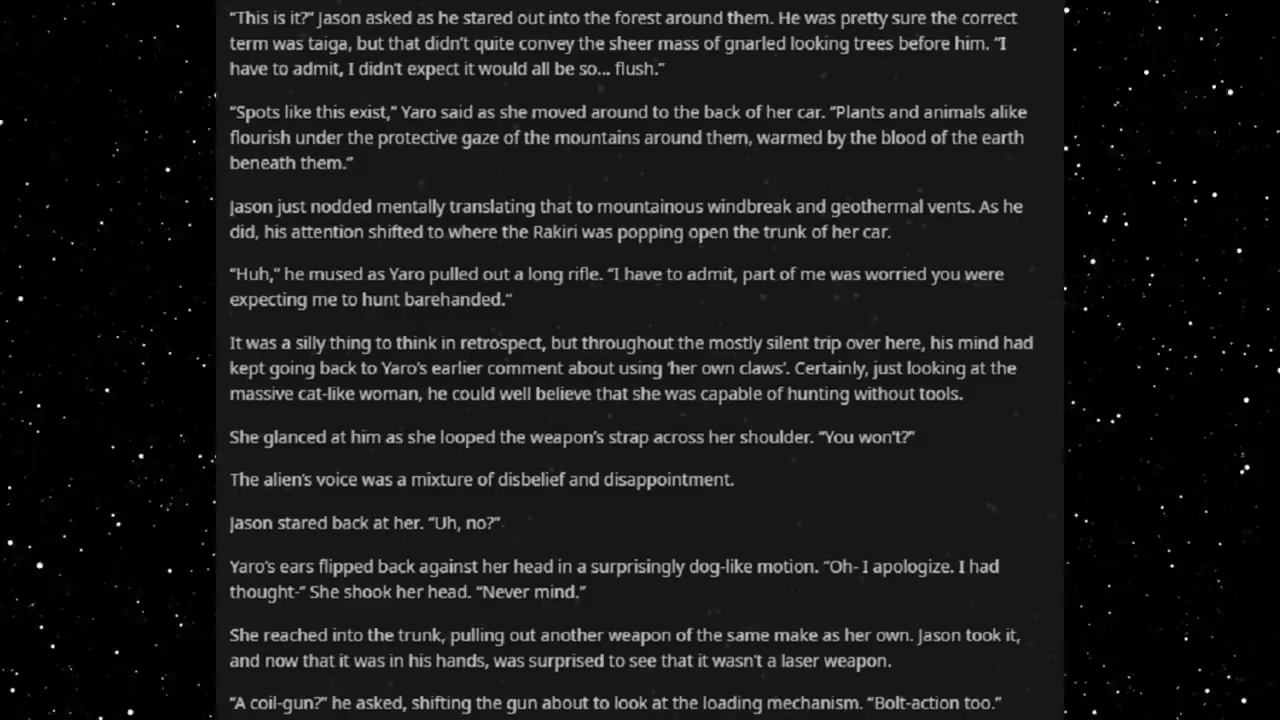 “This is it?” Jason asked as he stared out into the forest around them. He was pretty sure the correct
term was taiga, but that didn’t quite convey the sheer mass of gnarled looking trees before him. “I
have to admit, I didn’t expect it would all be so... flush.”
“Spots like this exist,” Yaro said as she moved around to the back of her car. “Plants and animals alike
flourish under the protective gaze of the mountains around them, warmed by the blood of the earth
beneath them.”
Jason just nodded mentally translating that to mountainous windbreak and geothermal vents. As he
did, his attention shifted to where the Rakiri was popping open the trunk of her car.
“Huh,” he mused as Yaro pulled out a long rifle. “I have to admit, part of me was worried you were
expecting me to hunt barehanded.”
It was a silly thing to think in retrospect, but throughout the mostly silent trip over here, his mind had
kept going back to Yaro’s earlier comment about using ‘her own claws’. Certainly, just looking at the
massive cat-like woman, he could well believe that she was capable of hunting without tools.
She glanced at him as she looped the weapon’s strap across her shoulder. “You won’t?”
The alien’s voice was a mixture of disbelief and disappointment.
Jason stared back at her. “Uh, no?”
Yaro’s ears flipped back against her head in a surprisingly dog-like motion. “Oh- I apologize. I had
thought-” She shook her head. “Never mind.”
She reached into the trunk, pulling out another weapon of the same make as her own. Jason took it,
and now that it was in his hands, was surprised to see that it wasn’t a laser weapon.
“A coil-gun?” he asked, shifting the gun about to look at the loading mechanism. “Bolt-action too.”